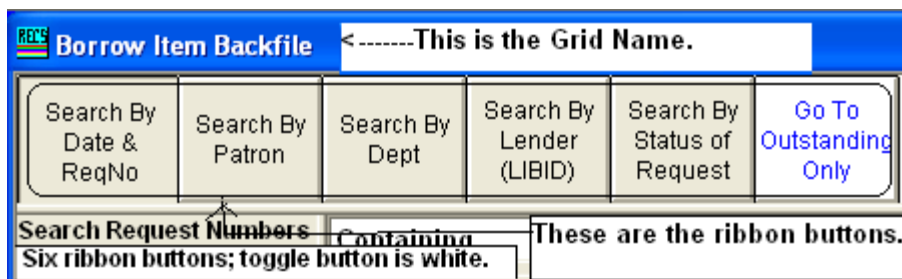 REC'S Borrow Item Backfile <-------This is the Grid Name.
Search By Date & ReqNo
Search By Patron
Search By Dept
Search By Lender (LIBID)
Search By Status of Request
Go To Outstanding Only
Search Request Numbers Containing
These are the ribbon buttons.
Six ribbon buttons; toggle button is white.